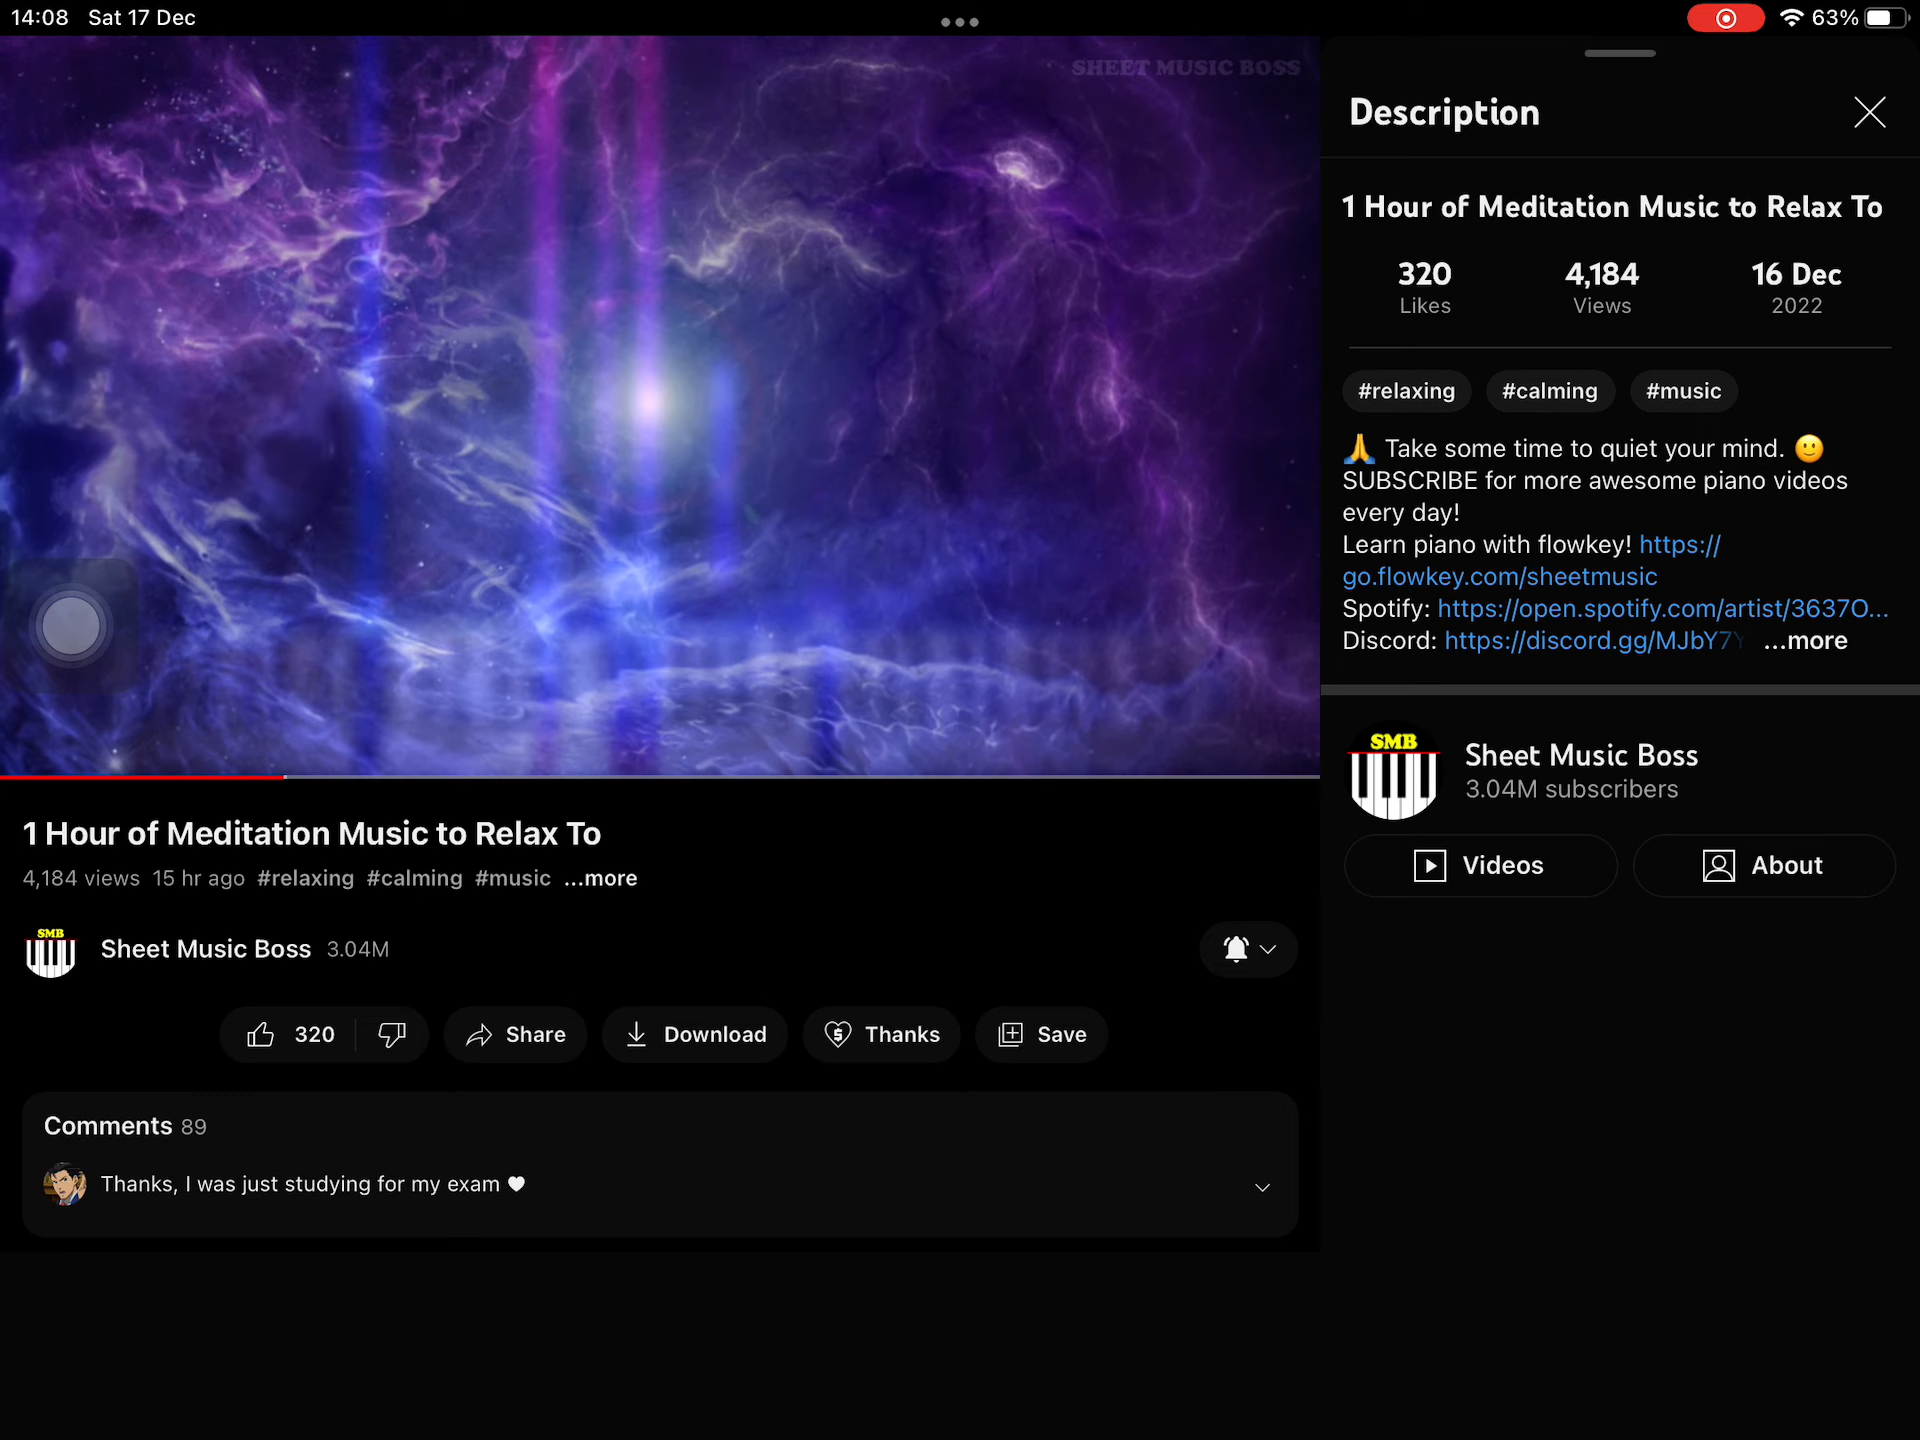 14:08 Sat 17 Dec
63%
SHEET MUSIC BOSS
1 Hour of Meditation Music to Relax To
4,184 views 15 hr ago #relaxing #calming #music ...more
SMB
Sheet Music Boss 3.04M
320
Share
Download
Thanks
Save
Comments 89
Thanks, I was just studying for my exam 🤍
Description
1 Hour of Meditation Music to Relax To
320 4,184 16 Dec
Likes Views 2022
#relaxing #calming #music
🙏 Take some time to quiet your mind. 🙂
SUBSCRIBE for more awesome piano videos
every day!
Learn piano with flowkey! https://
go.flowkey.com/sheetmusic
Spotify: https://open.spotify.com/artist/3637O...
Discord: https://discord.gg/MJbY7Y ...more
SMB
Sheet Music Boss
3.04M subscribers
Videos
About